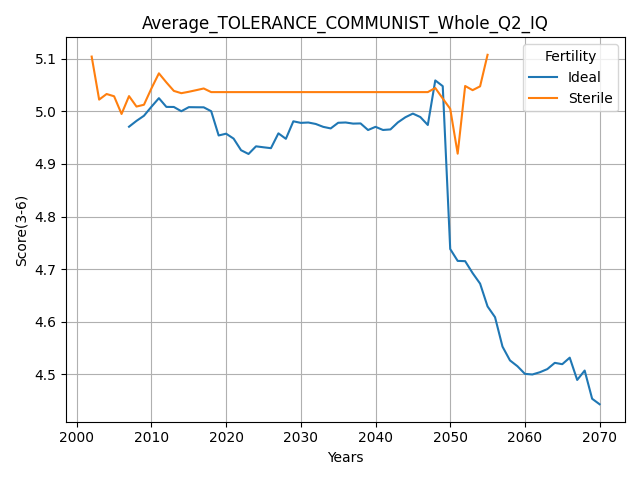 Average_TOLERANCE_COMMUNIST_Whole_Q2_IQ
Fertility
Ideal
Sterile
Score(3-6)
5.1
5.0
4.9
4.8
4.7
4.6
4.5
2000 2010 2020 2030 2040 2050 2060 2070
Years